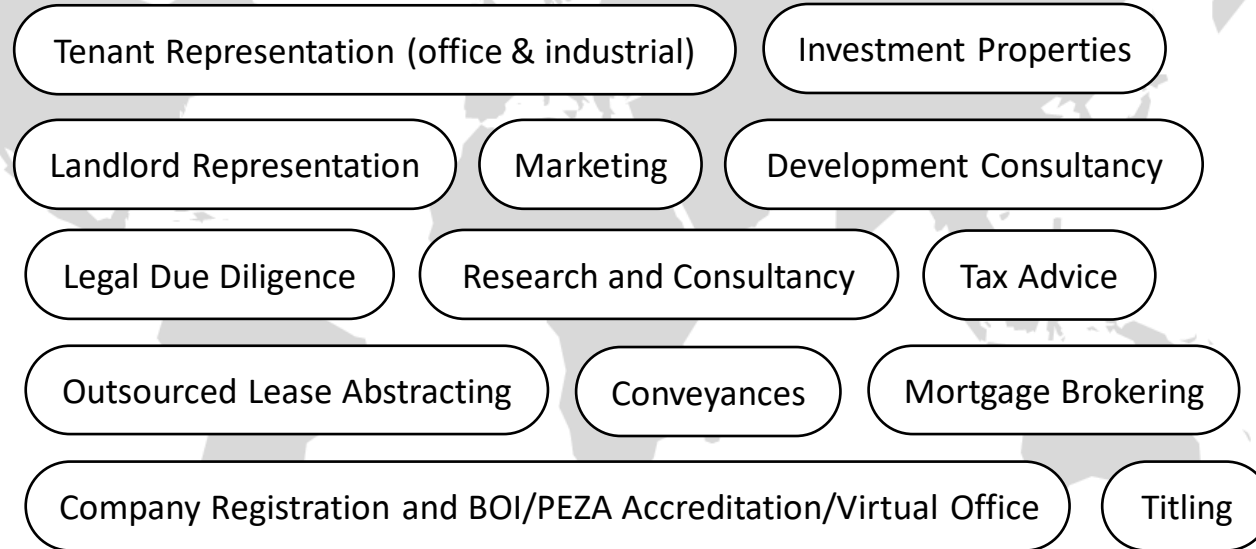 Tenant Representation (office & industrial)
Investment Properties
Landlord Representation
Marketing
Development Consultancy
Legal Due Diligence
Research and Consultancy
Tax Advice
Outsourced Lease Abstracting
Conveyances
Mortgage Brokering
Company Registration and BOI/PEZA Accreditation/Virtual Office
Titling